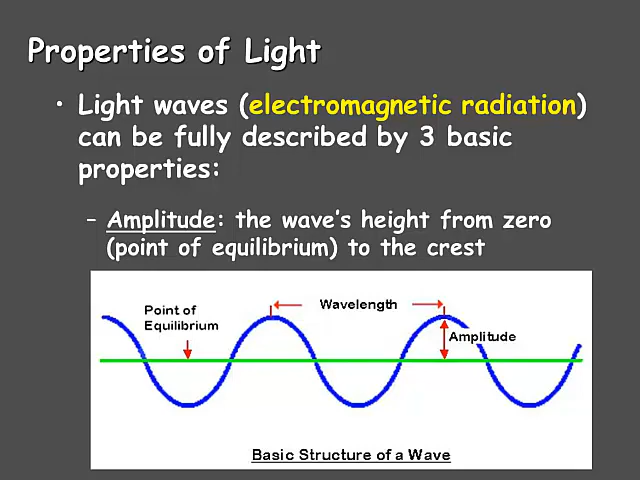 Properties of Light
• Light waves (electromagnetic radiation)
can be fully described by 3 basic
properties:
– Amplitude: the wave's height from zero
(point of equilibrium) to the crest
Wavelength
Point of
Equilibrium
Amplitude
Basic Structure of a Wave